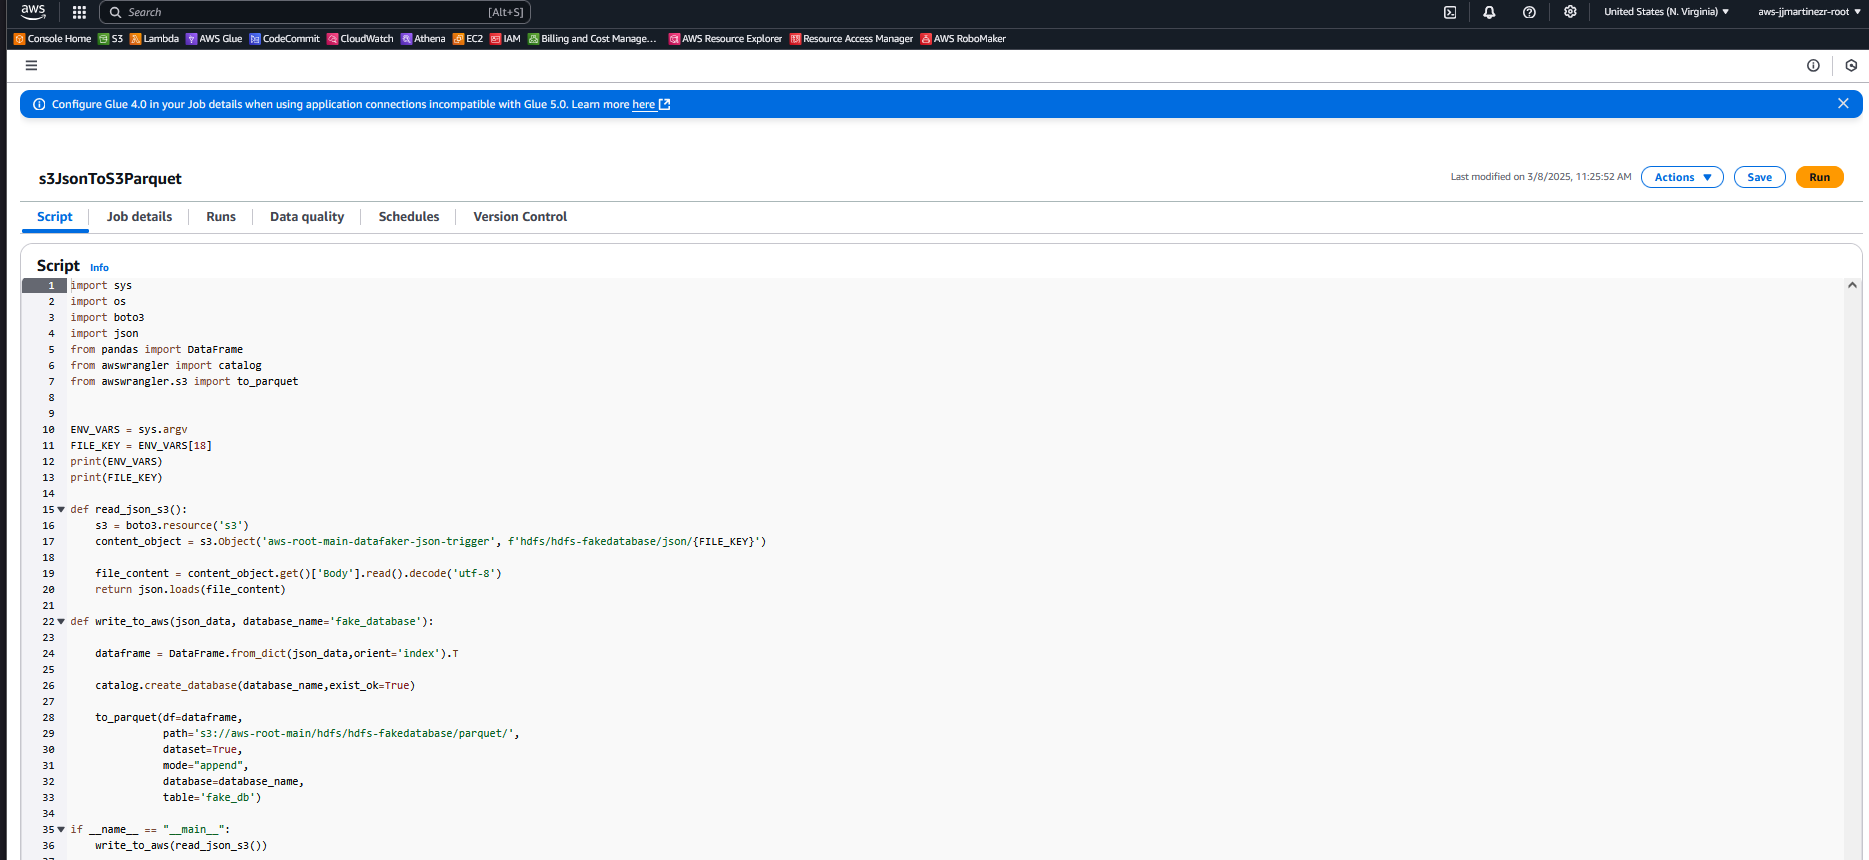 aws
Search
[Alt+S]
United States (N. Virginia)
aws-jjmartinezr-root
Console Home S3 Lambda AWS Glue CodeCommit CloudWatch Athena EC2 IAM Billing and Cost Manage... AWS Resource Explorer Resource Access Manager AWS RoboMaker
Configure Glue 4.0 in your Job details when using application connections incompatible with Glue 5.0. Learn more here
s3JsonToS3Parquet
Last modified on 3/8/2025, 11:25:52 AM
Actions
Save
Run
Script Job details Runs Data quality Schedules Version Control
Script Info
1 import sys
2 import os
3 import boto3
4 import json
5 from pandas import DataFrame
6 from awswrangler import catalog
7 from awswrangler.s3 import to_parquet
8
9
10 ENV_VARS = sys.argv
11 FILE_KEY = ENV_VARS[18]
12 print(ENV_VARS)
13 print(FILE_KEY)
14
15 def read_json_s3():
16     s3 = boto3.resource('s3')
17     content_object = s3.Object('aws-root-main-datafaker-json-trigger', f'hdfs/hdfs-fakedatabase/json/{FILE_KEY}')
18
19     file_content = content_object.get()['Body'].read().decode('utf-8')
20     return json.loads(file_content)
21
22 def write_to_aws(json_data, database_name='fake_database'):
23
24     dataframe = DataFrame.from_dict(json_data,orient='index').T
25
26     catalog.create_database(database_name,exist_ok=True)
27
28     to_parquet(df=dataframe,
29                path='s3://aws-root-main/hdfs/hdfs-fakedatabase/parquet/',
30                dataset=True,
31                mode="append",
32                database=database_name,
33                table='fake_db')
34
35 if __name__ == "__main__":
36     write_to_aws(read_json_s3())